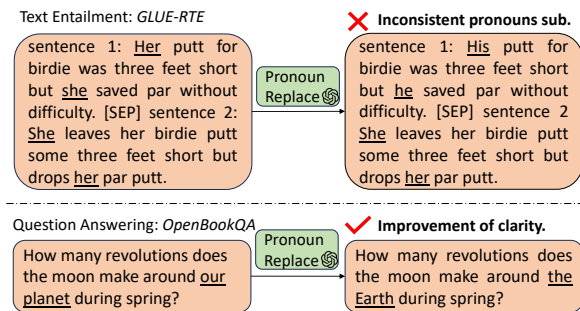 Text Entailment: GLUE-RTE
Inconsistent pronouns sub.
sentence 1: Her putt for
birdie was three feet short
but she saved par without
difficulty. [SEP] sentence 2:
She leaves her birdie putt
some three feet short but
drops her par putt.
Pronoun
Replace
sentence 1: His putt for
birdie was three feet short
but he saved par without
difficulty. [SEP] sentence 2
She leaves her birdie putt
some three feet short but
drops her par putt.
Question Answering: OpenBookQA
Improvement of clarity.
How many revolutions does
the moon make around our
planet during spring?
Pronoun
Replace
How many revolutions does
the moon make around the
Earth during spring?